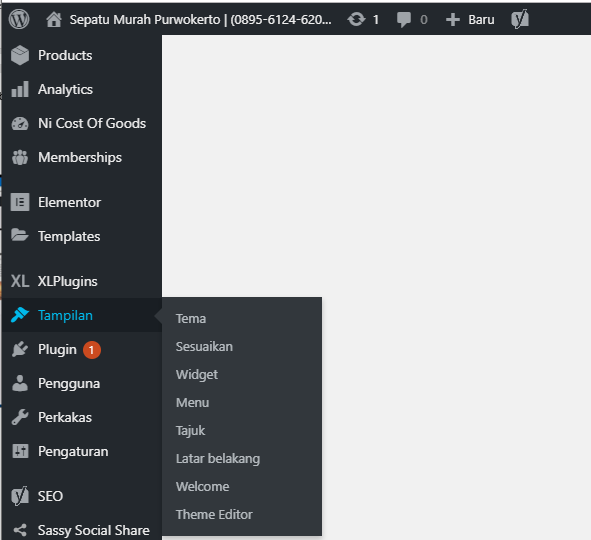 Sepatu Murah Purwokerto | (0895-6124-620... 1 0 Baru
Products
Analytics
Ni Cost Of Goods
Memberships
Elementor
Templates
XL XLPlugins
Tampilan
Tema
Sesuaikan
Widget
Menu
Tajuk
Latar belakang
Welcome
Theme Editor
Plugin 1
Pengguna
Perkakas
Pengaturan
SEO
Sassy Social Share